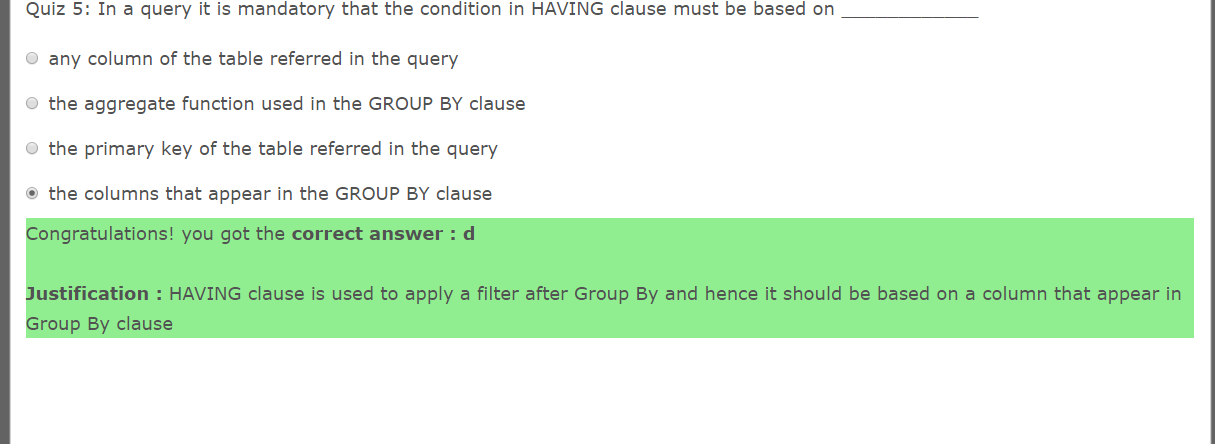 Quiz 5: In a query it is mandatory that the condition in HAVING clause must be based on ____________
any column of the table referred in the query
the aggregate function used in the GROUP BY clause
the primary key of the table referred in the query
the columns that appear in the GROUP BY clause
Congratulations! you got the correct answer : d
Justification : HAVING clause is used to apply a filter after Group By and hence it should be based on a column that appear in
Group By clause